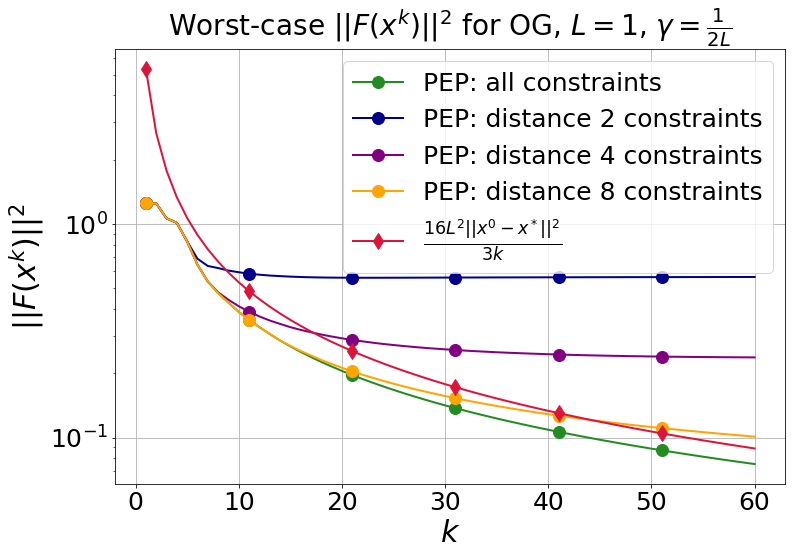 Worst-case ||F(x^k)||^2 for OG, L = 1, γ = \frac{1}{2L}
PEP: all constraints
PEP: distance 2 constraints
PEP: distance 4 constraints
PEP: distance 8 constraints
\frac{16L^2||x^0 − x^*||^2}{3k}
||F(x^k)||^2
10^0
10^{−1}
0 10 20 30 40 50 60
k